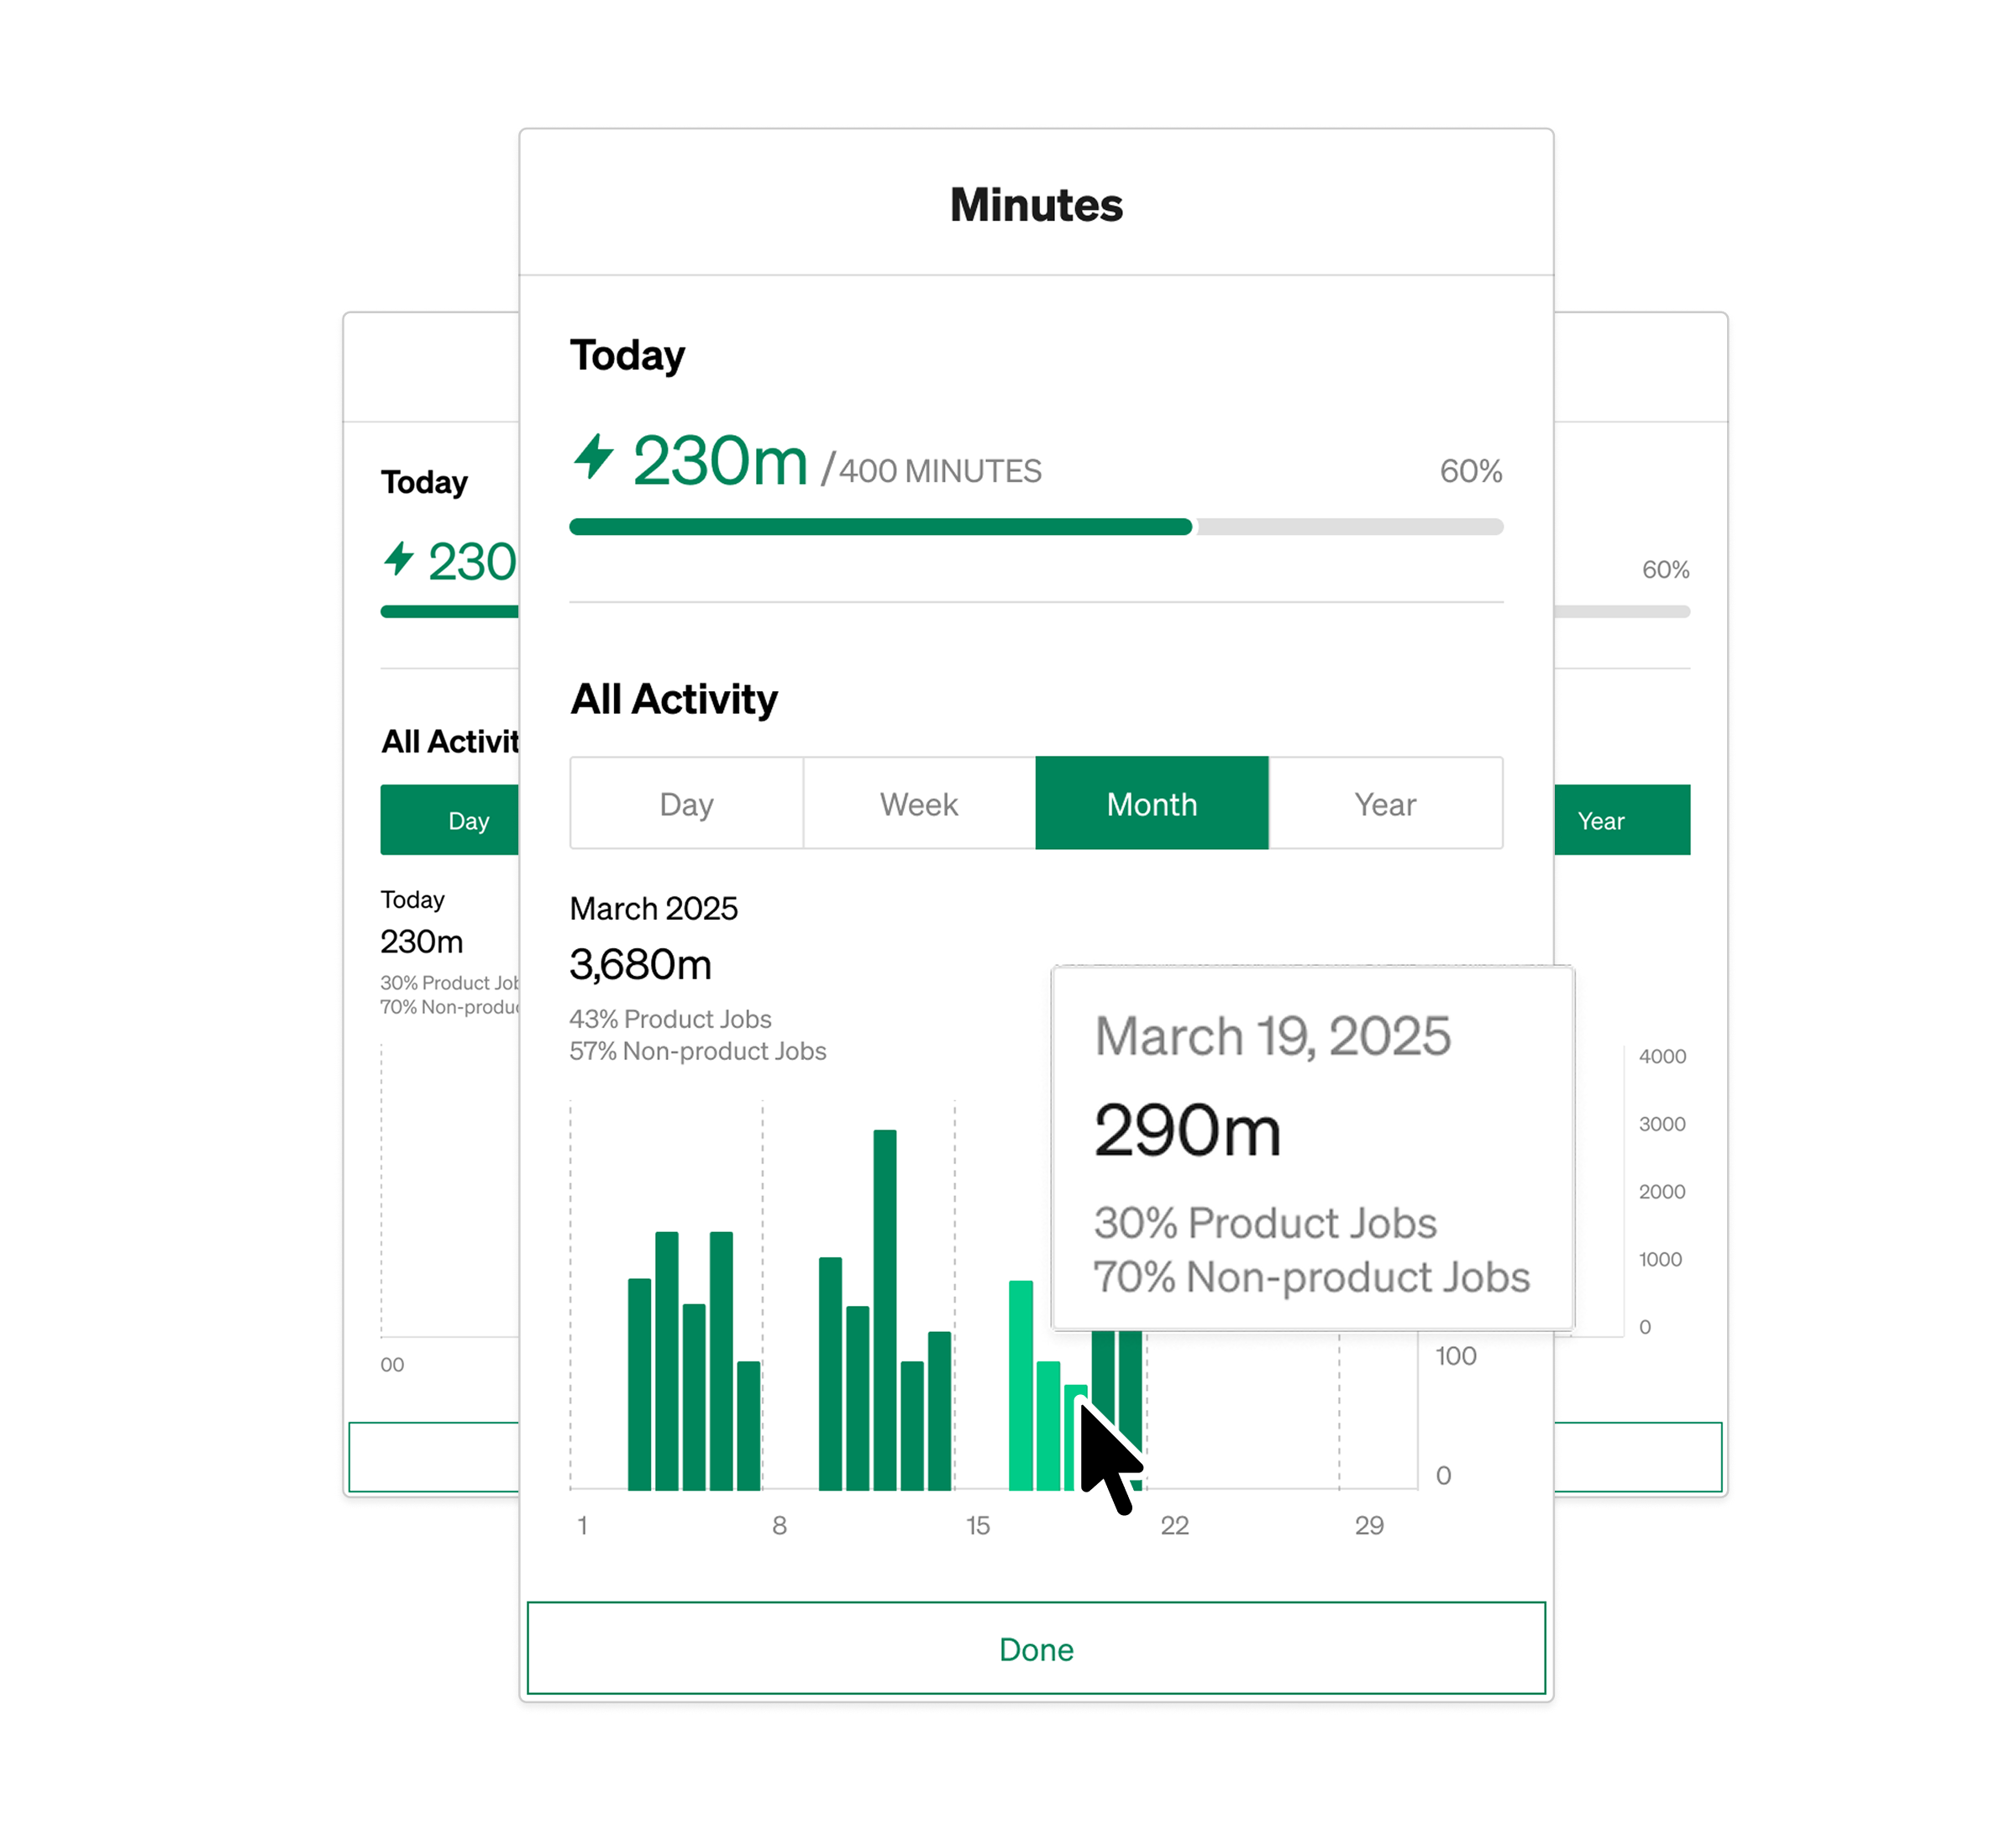 Minutes
Today
230m /400 MINUTES 60%
All Activity
Day Week Month Year
March 2025
3,680m
43% Product Jobs
57% Non-product Jobs
March 19, 2025
290m
30% Product Jobs
70% Non-product Jobs
100
0
1 8 15 22 29
Done
Today
230
All Activit
Day
Today
230m
30% Product Job
70% Non-produc
00
60%
Year
4000
3000
2000
1000
0